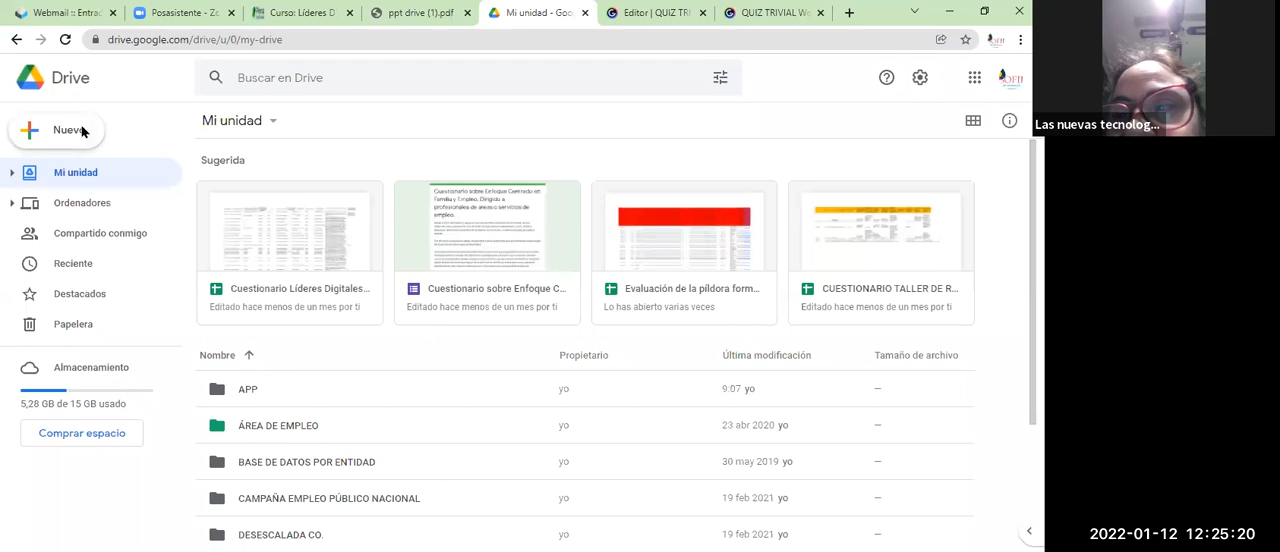 Webmail :: Entrad
Posasistente - Zo
Curso: Líderes D
ppt drive (1).pdf
Mi unidad - Goo
Editor | QUIZ TRI
QUIZ TRIVIAL We
drive.google.com/drive/u/0/my-drive
Drive
Buscar en Drive
Las nuevas tecnolog...
Nuevo
Mi unidad
Mi unidad
Sugerida
Ordenadores
Compartido conmigo
Reciente
Destacados
Papelera
Almacenamiento
5,28 GB de 15 GB usado
Comprar espacio
Cuestionario sobre Enfoque Centrado en Familia y Empleo. Dirigido a profesionales de áreas o servicios de empleo.
Cuestionario Líderes Digitales...
Editado hace menos de un mes por ti
Cuestionario sobre Enfoque C...
Editado hace menos de un mes por ti
Evaluación de la píldora form...
Lo has abierto varias veces
CUESTIONARIO TALLER DE R...
Editado hace menos de un mes por ti
Nombre Propietario Última modificación Tamaño de archivo
APP yo 9:07 yo —
ÁREA DE EMPLEO yo 23 abr 2020 yo —
BASE DE DATOS POR ENTIDAD yo 30 may 2019 yo —
CAMPAÑA EMPLEO PÚBLICO NACIONAL yo 19 feb 2021 yo —
DESESCALADA CO. yo 19 feb 2021 yo —
2022-01-12 12:25:20